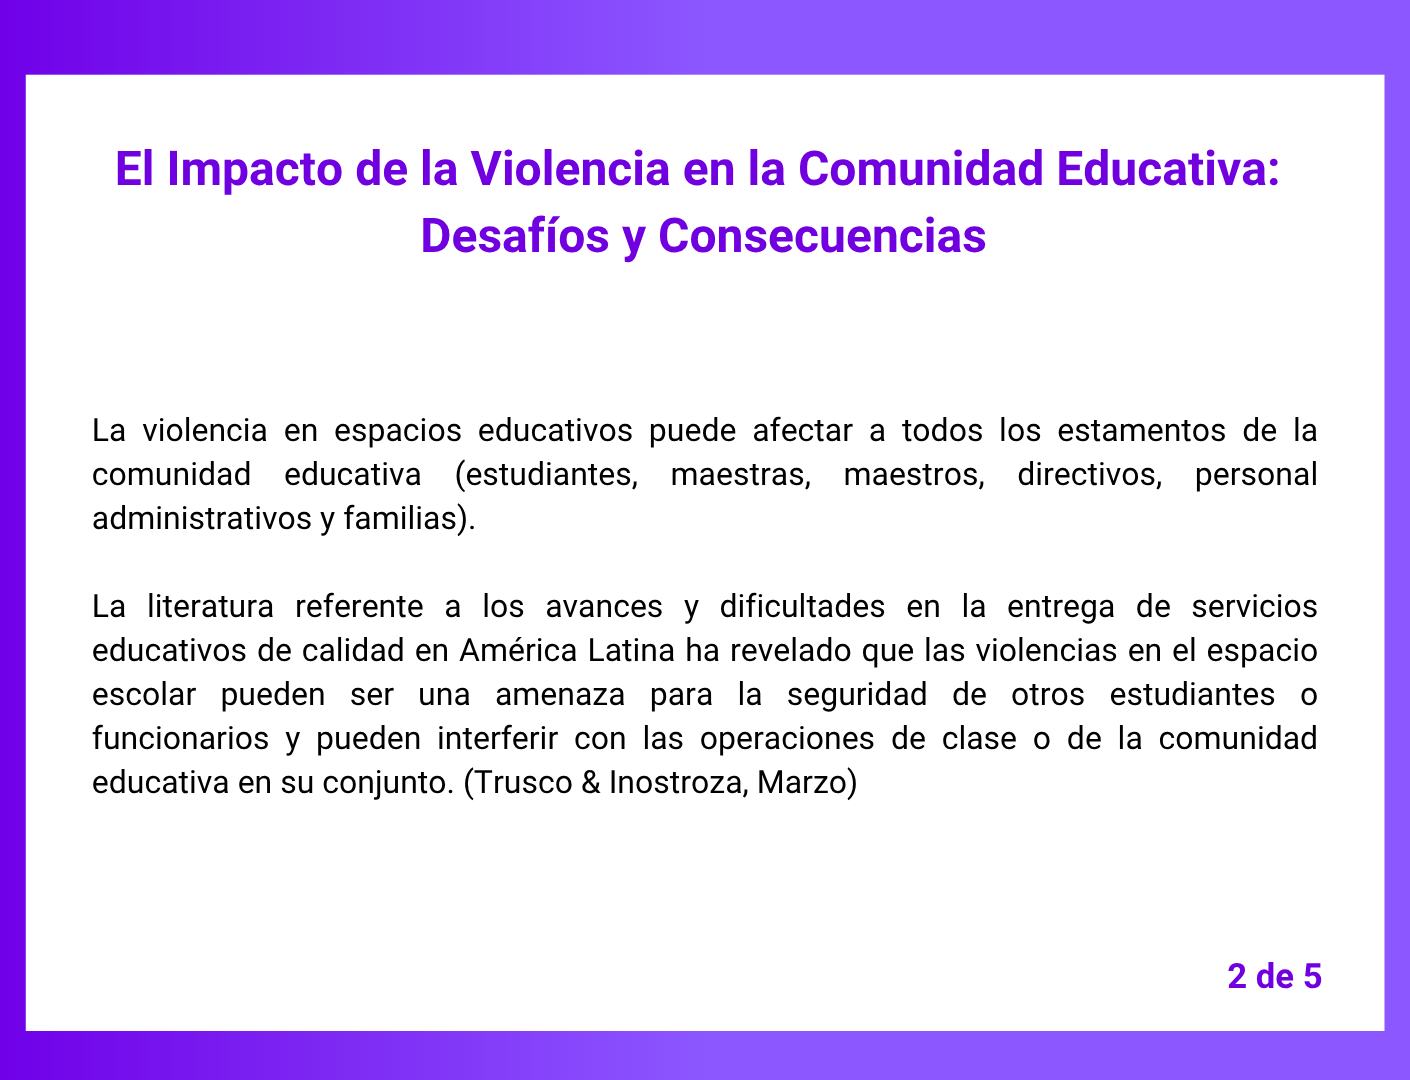 El Impacto de la Violencia en la Comunidad Educativa:
Desafíos y Consecuencias
La violencia en espacios educativos puede afectar a todos los estamentos de la
comunidad educativa (estudiantes, maestras, maestros, directivos, personal
administrativos y familias).
La literatura referente a los avances y dificultades en la entrega de servicios
educativos de calidad en América Latina ha revelado que las violencias en el espacio
escolar pueden ser una amenaza para la seguridad de otros estudiantes o
funcionarios y pueden interferir con las operaciones de clase o de la comunidad
educativa en su conjunto. (Trusco & Inostroza, Marzo)
2 de 5